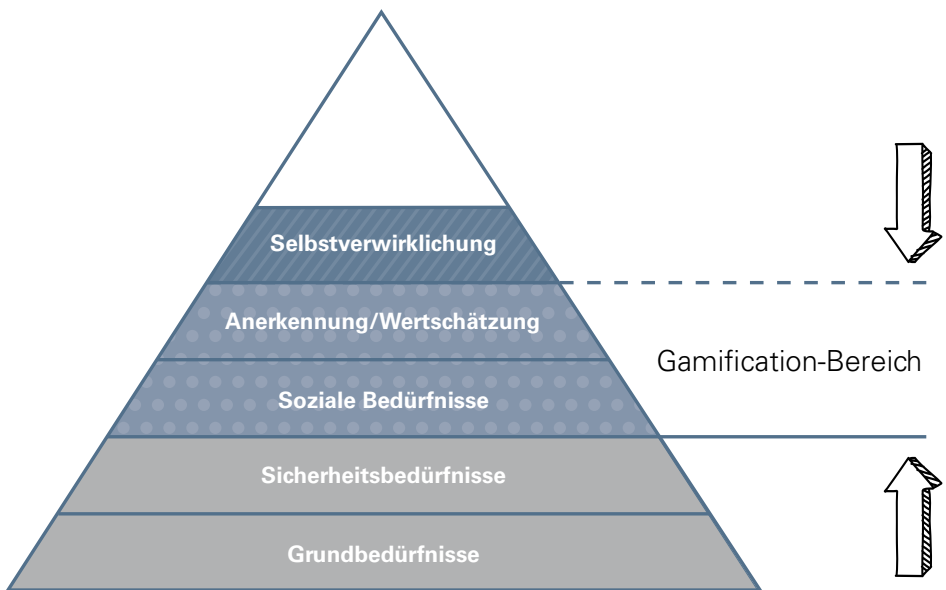 Selbstverwirklichung
Anerkennung/Wertschätzung
Gamification-Bereich
Soziale Bedürfnisse
Sicherheitsbedürfnisse
Grundbedürfnisse